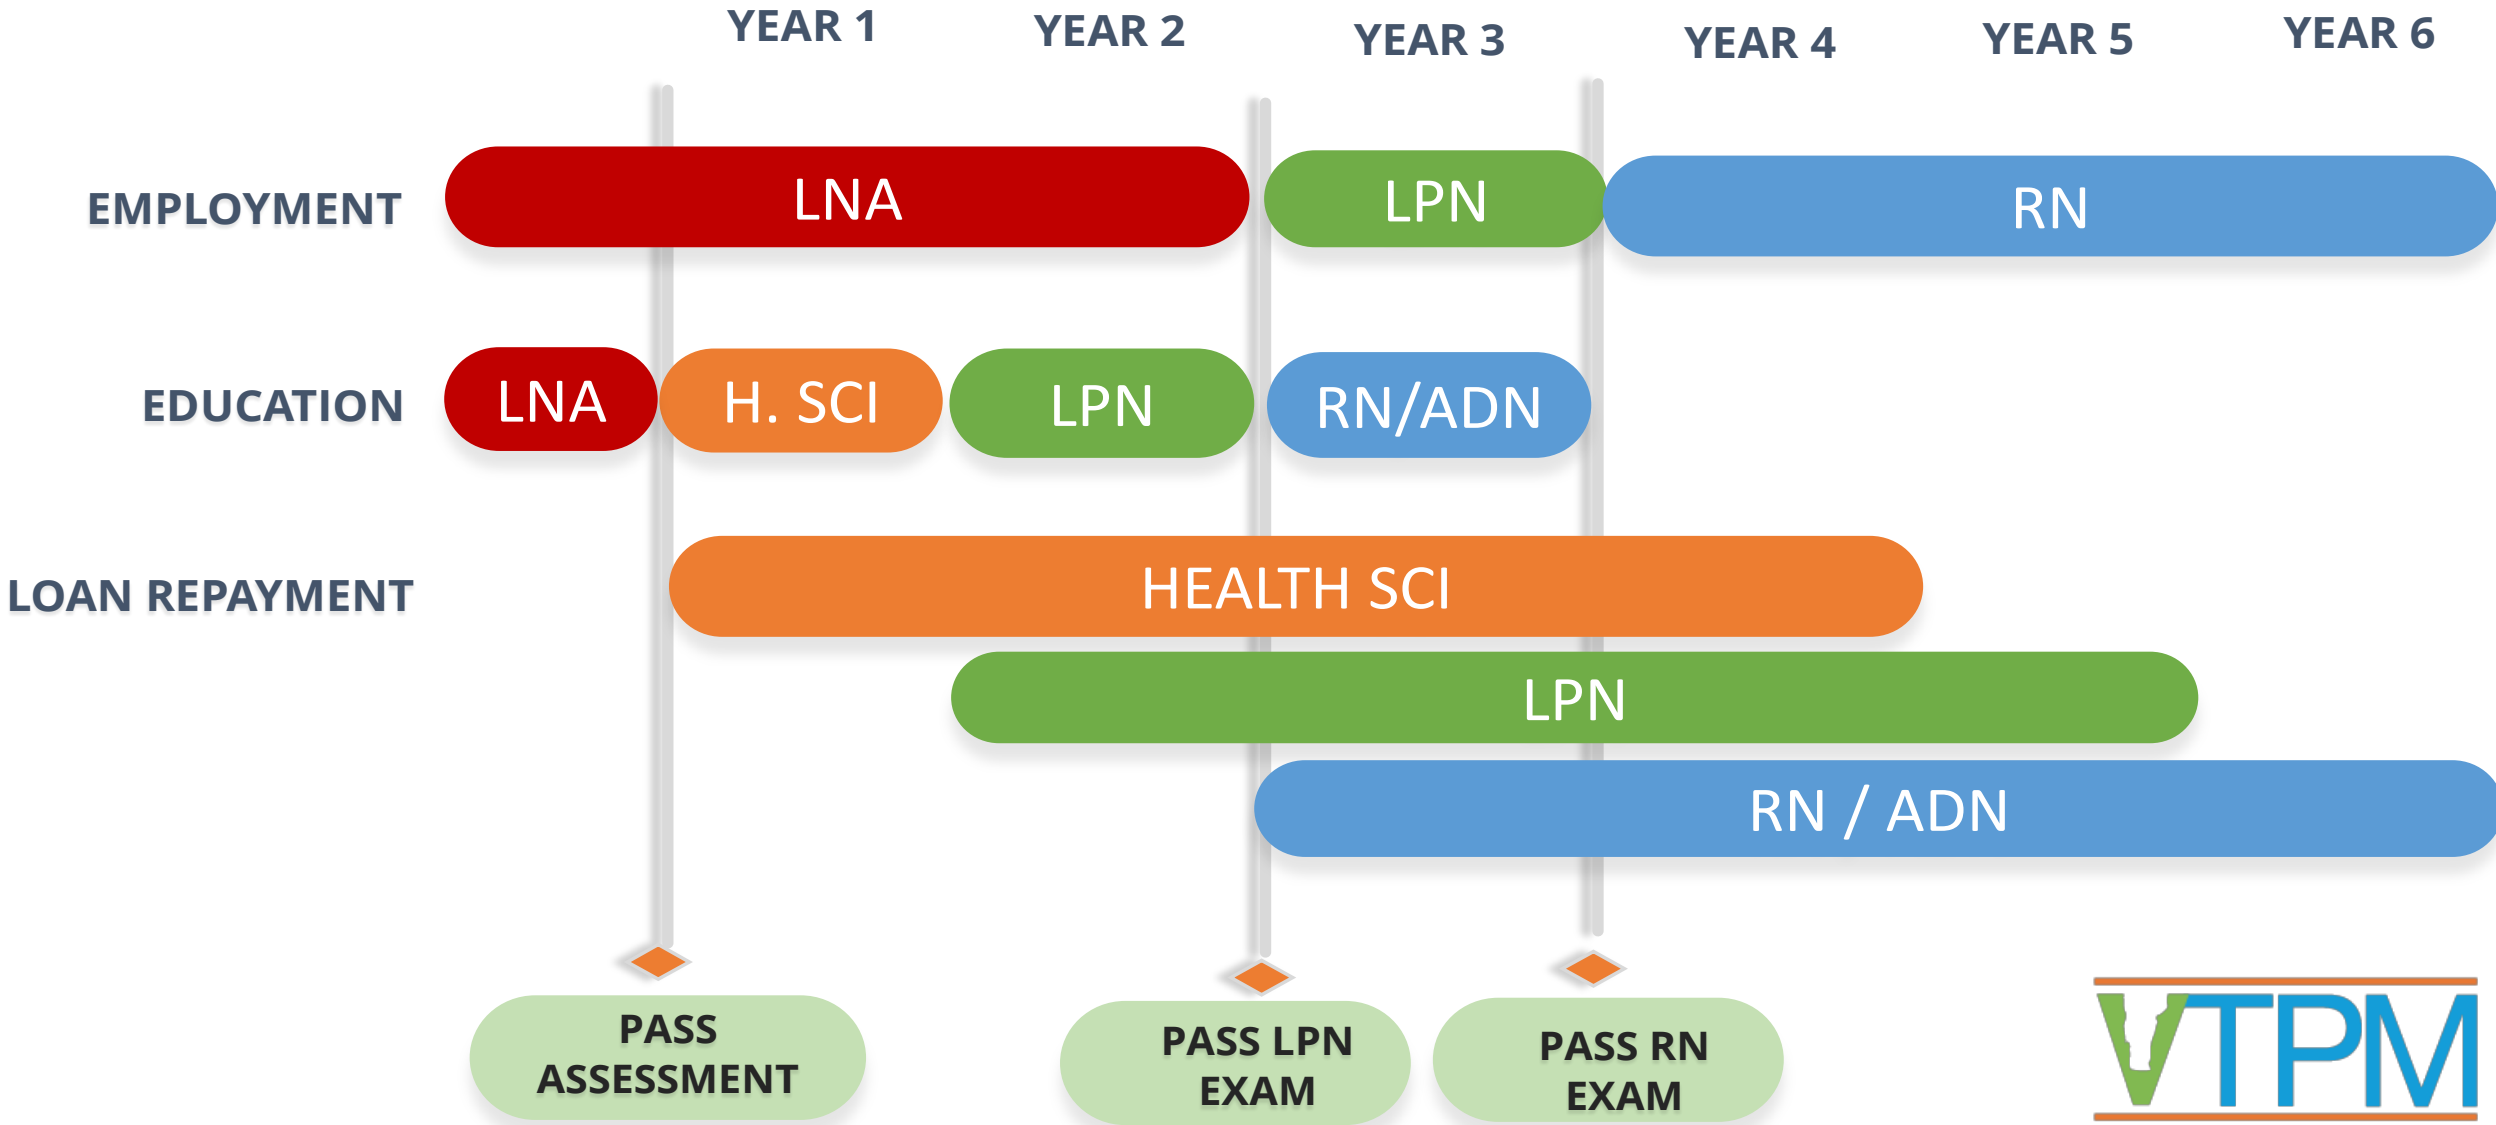 YEAR 1
YEAR 2
YEAR 3
YEAR 4
YEAR 5
YEAR 6
EMPLOYMENT
LNA
LPN
RN
EDUCATION
LNA
H. SCI
LPN
RN/ADN
LOAN REPAYMENT
HEALTH SCI
LPN
RN / ADN
PASS
ASSESSMENT
PASS LPN
EXAM
PASS RN
EXAM
VTPM